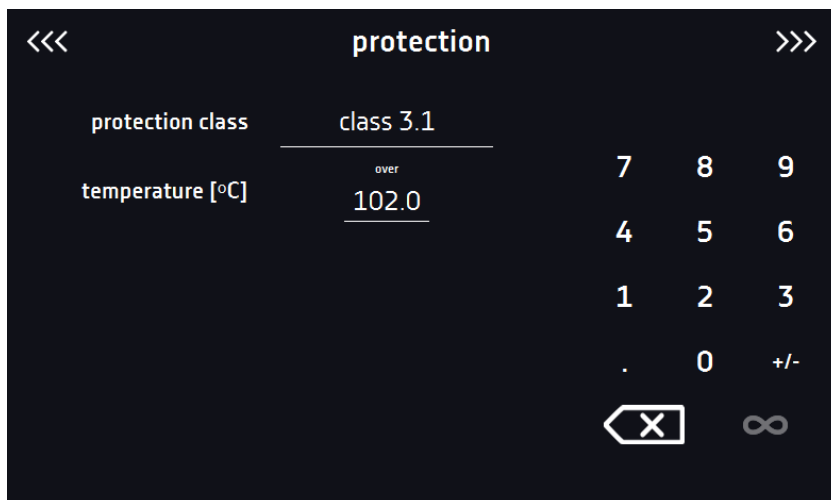 <<< protection >>>
protection class class 3.1
over
temperature [°C] 102.0
7 8 9
4 5 6
1 2 3
. 0 +/-
∞